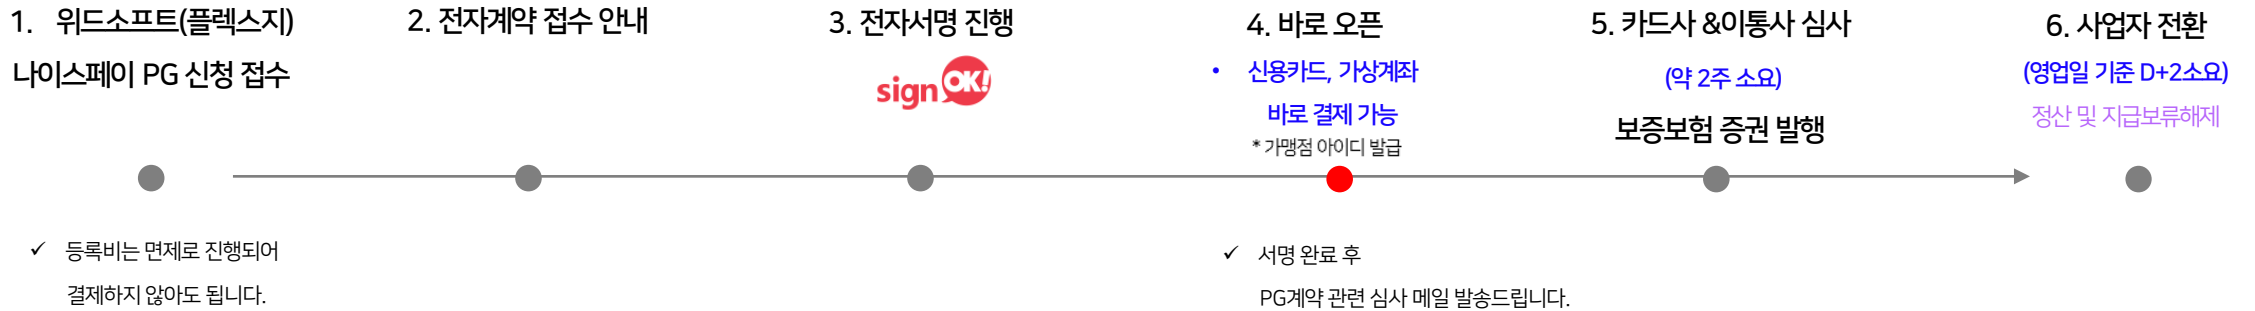 1. 위드소프트(플렉스지)
나이스페이 PG 신청 접수
2. 전자계약 접수 안내
3. 전자서명 진행
sign OK!
4. 바로 오픈
• 신용카드, 가상계좌
바로 결제 가능
* 가맹점 아이디 발급
5. 카드사 &이통사 심사
(약 2주 소요)
보증보험 증권 발행
6. 사업자 전환
(영업일 기준 D+2소요)
정산 및 지급보류해제
✓ 등록비는 면제로 진행되어
결제하지 않아도 됩니다.
✓ 서명 완료 후
PG계약 관련 심사 메일 발송드립니다.